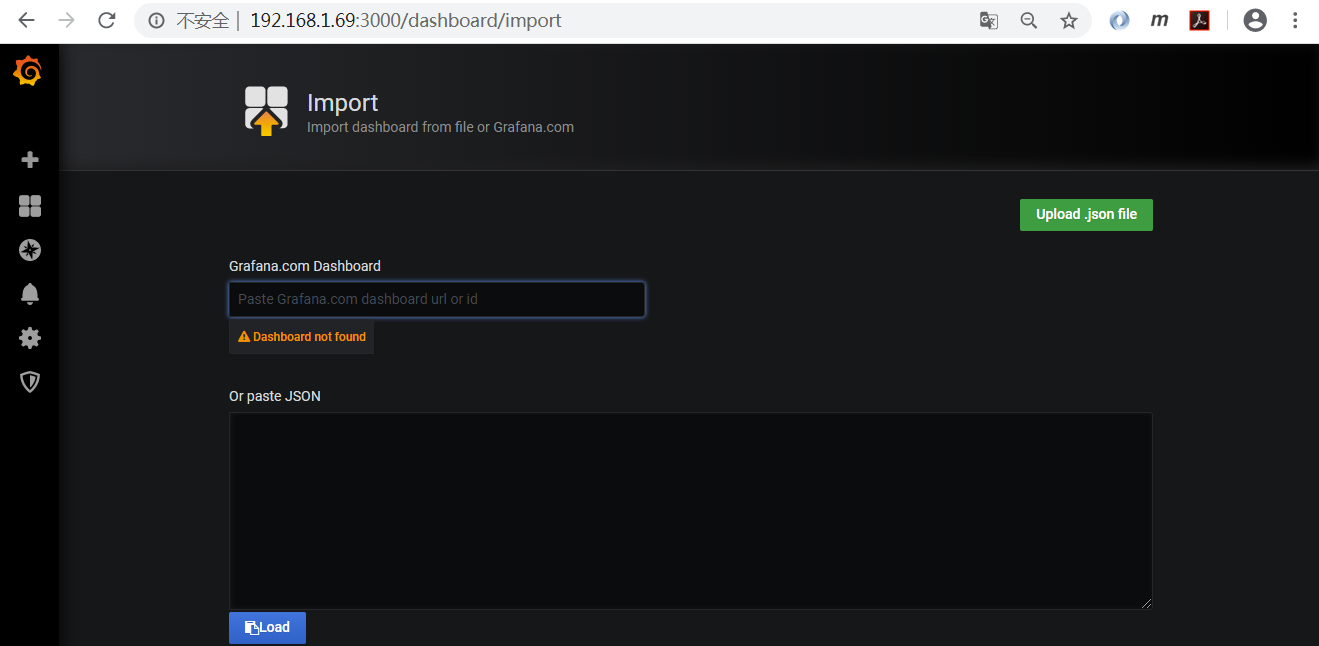 不安全 192.168.1.69:3000/dashboard/import
Import
Import dashboard from file or Grafana.com
Upload .json file
Grafana.com Dashboard
Paste Grafana.com dashboard url or id
Dashboard not found
Or paste JSON
Load